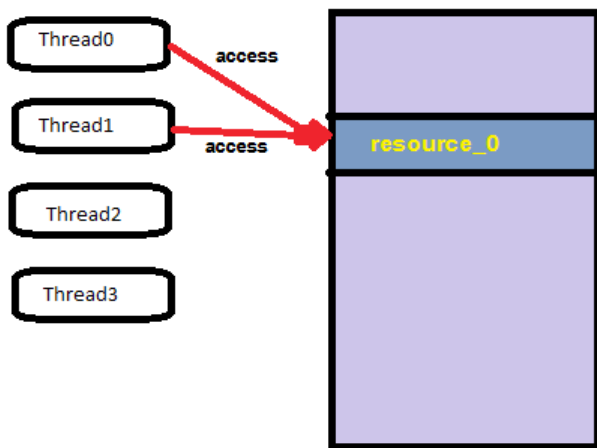 Thread0
access
Thread1
access
resource_0
Thread2
Thread3